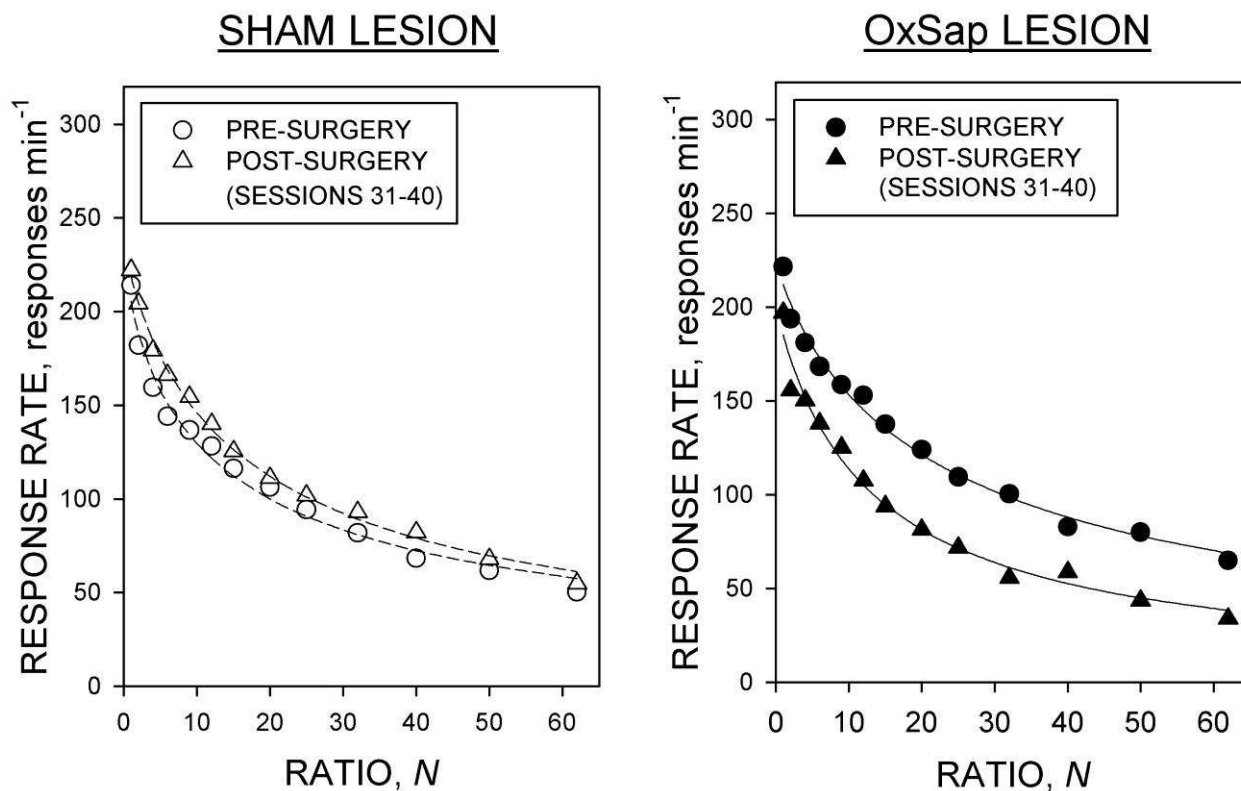 SHAM LESION
RESPONSE RATE, responses min⁻¹
300
250
200
150
100
50
0
PRE-SURGERY
POST-SURGERY
(SESSIONS 31-40)
0 10 20 30 40 50 60
RATIO, N
OxSap LESION
RESPONSE RATE, responses min⁻¹
300
250
200
150
100
50
0
PRE-SURGERY
POST-SURGERY
(SESSIONS 31-40)
0 10 20 30 40 50 60
RATIO, N